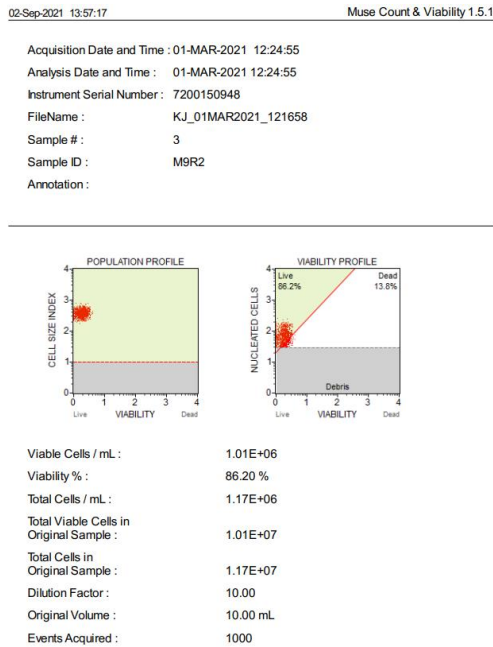 02-Sep-2021 13:57:17 Muse Count & Viability 1.5.1
Acquisition Date and Time : 01-MAR-2021 12:24:55
Analysis Date and Time : 01-MAR-2021 12:24:55
Instrument Serial Number : 7200150948
FileName : KJ_01MAR2021_121658
Sample # : 3
Sample ID : M9R2
Annotation :
POPULATION PROFILE
CELL SIZE INDEX
4
3
2
1
0
0 1 2 3 4
Live VIABILITY Dead
VIABILITY PROFILE
NUCLEATED CELLS
4
3
2
1
0
Live Dead
86.2% 13.8%
Debris
0 1 2 3 4
Live VIABILITY Dead
Viable Cells / mL : 1.01E+06
Viability % : 86.20 %
Total Cells / mL : 1.17E+06
Total Viable Cells in
Original Sample : 1.01E+07
Total Cells in
Original Sample : 1.17E+07
Dilution Factor : 10.00
Original Volume : 10.00 mL
Events Acquired : 1000